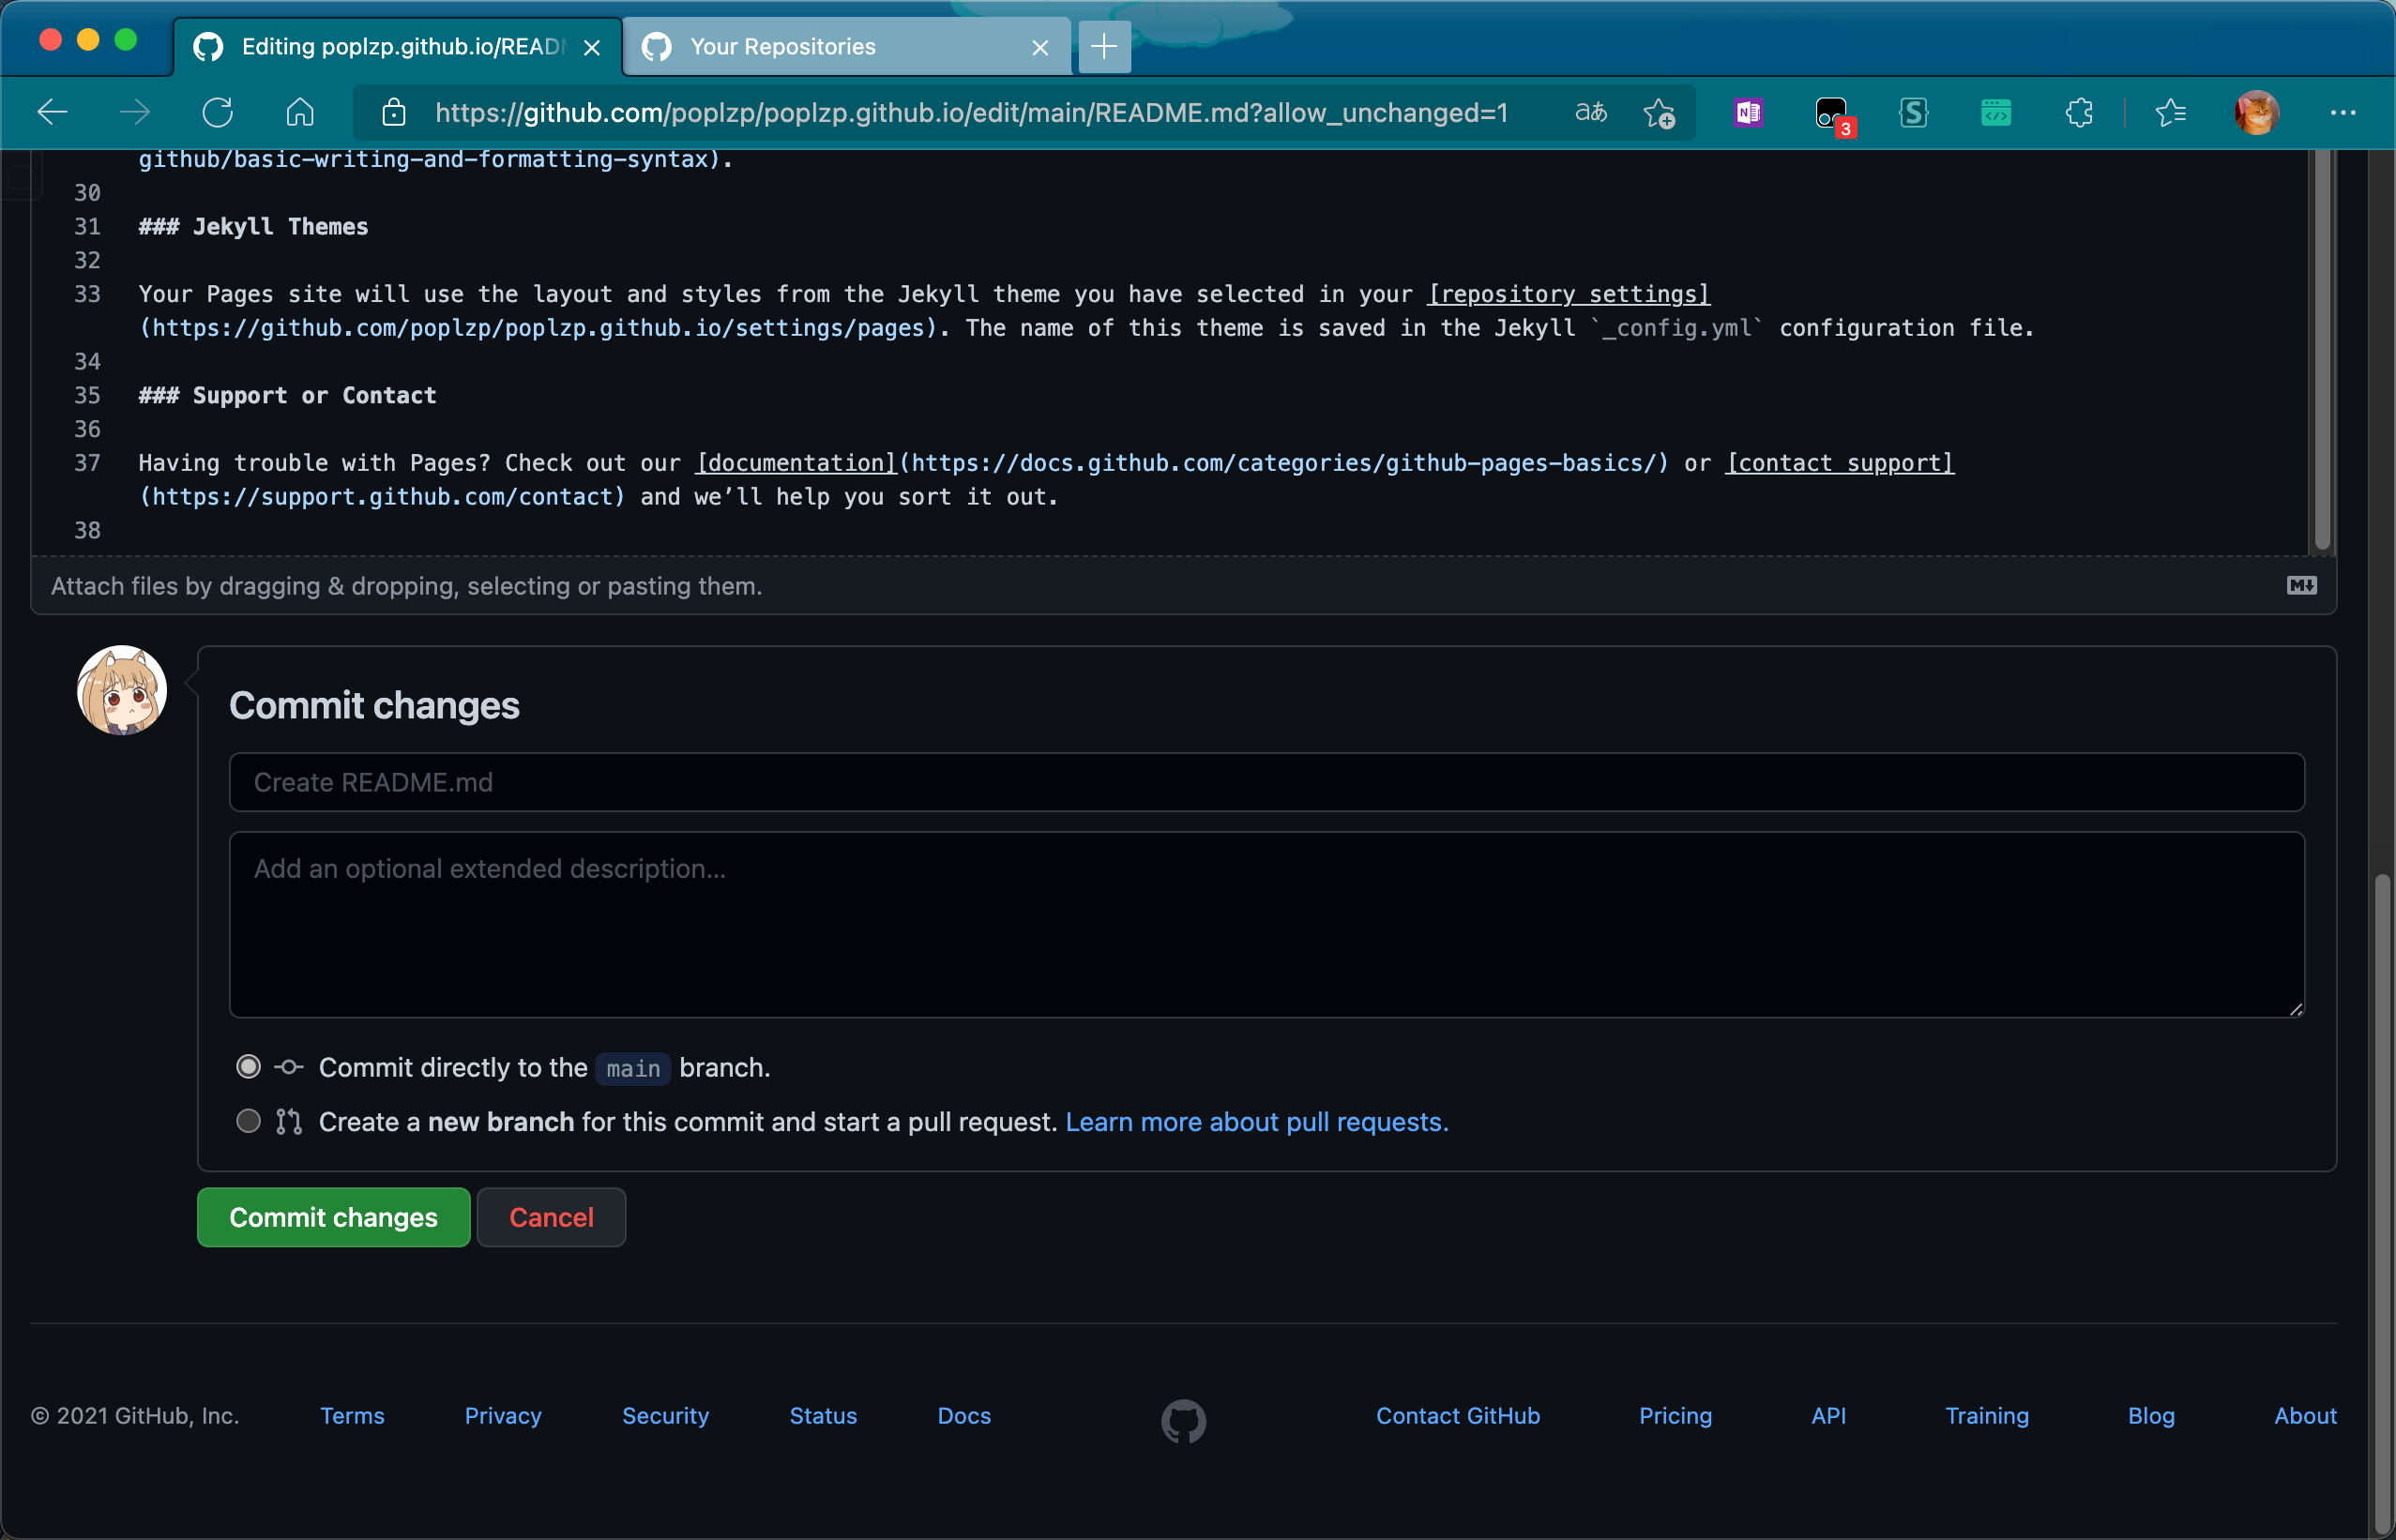 Editing poplzp.github.io/READ
Your Repositories
https://github.com/poplzp/poplzp.github.io/edit/main/README.md?allow_unchanged=1
aあ
N
3
S
github/basic-writing-and-formatting-syntax).
30
31 ### Jekyll Themes
32
33 Your Pages site will use the layout and styles from the Jekyll theme you have selected in your [repository settings]
(https://github.com/poplzp/poplzp.github.io/settings/pages). The name of this theme is saved in the Jekyll `_config.yml` configuration file.
34
35 ### Support or Contact
36
37 Having trouble with Pages? Check out our [documentation](https://docs.github.com/categories/github-pages-basics/) or [contact support]
(https://support.github.com/contact) and we’ll help you sort it out.
38
Attach files by dragging & dropping, selecting or pasting them.
M
Commit changes
Create README.md
Add an optional extended description…
Commit directly to the main branch.
Create a new branch for this commit and start a pull request. Learn more about pull requests.
Commit changes Cancel
© 2021 GitHub, Inc. Terms Privacy Security Status Docs Contact GitHub Pricing API Training Blog About